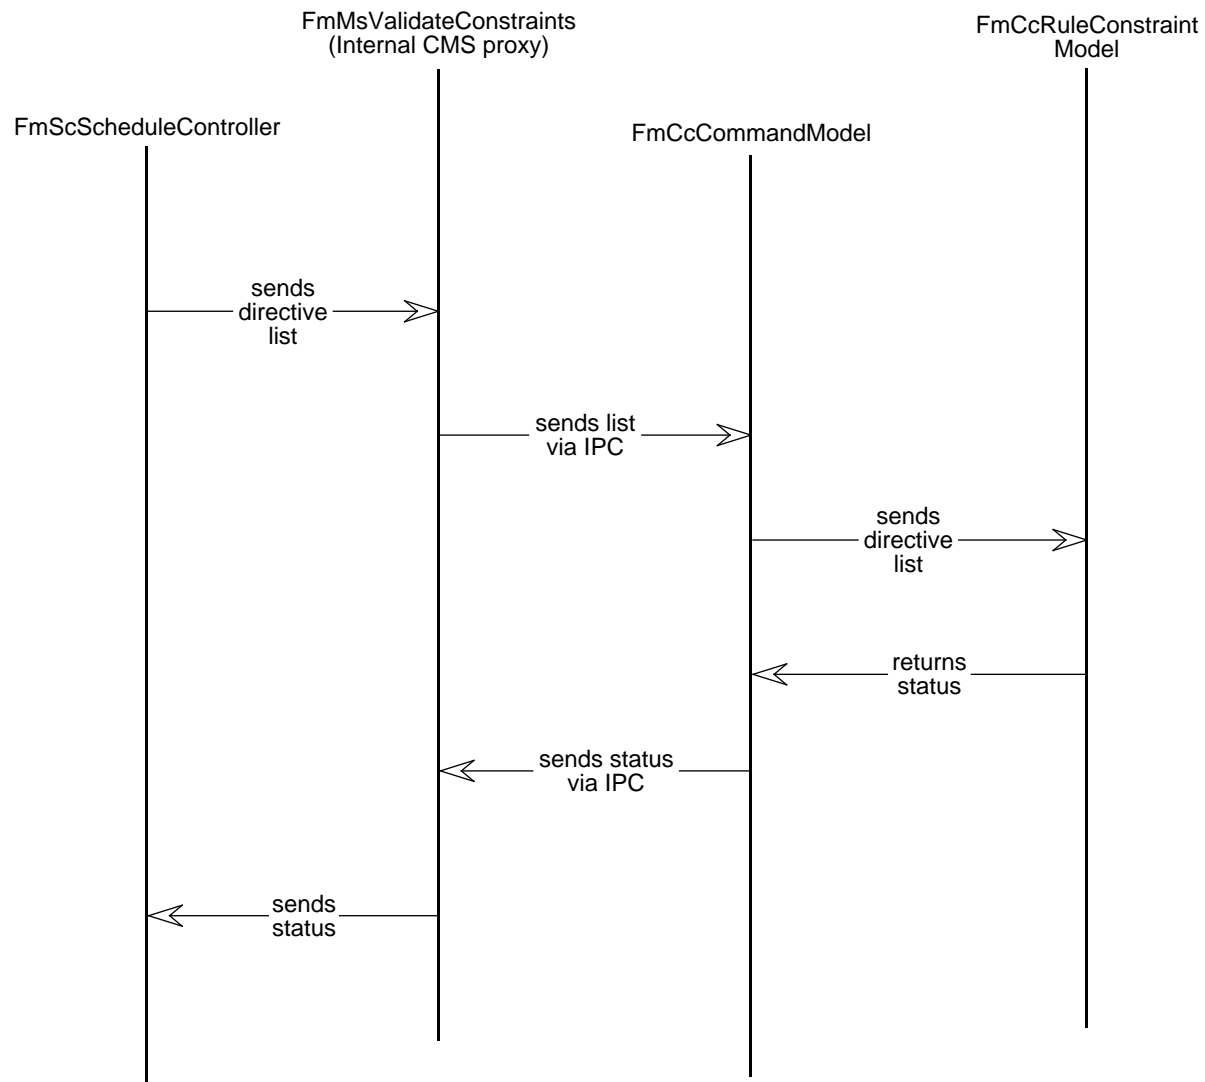 FmMsValidateConstraints
(Internal CMS proxy)
FmCcRuleConstraint
Model
FmScScheduleController
FmCcCommandModel
sends
directive
list
sends list
via IPC
sends
directive
list
returns
status
sends status
via IPC
sends
status